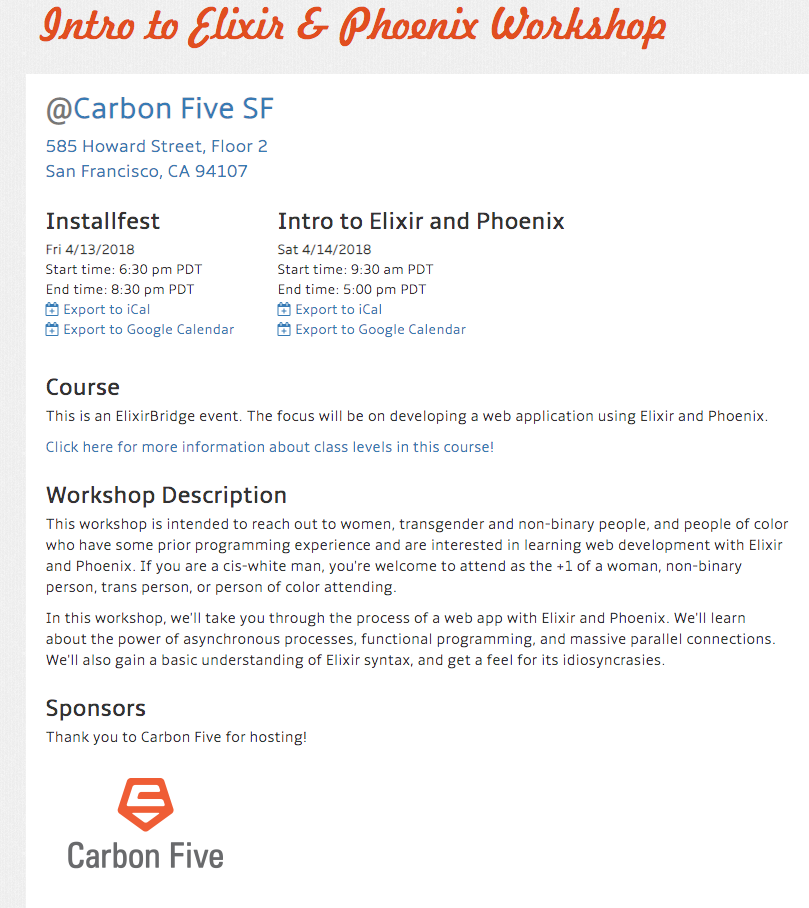 Intro to Elixir & Phoenix Workshop
@Carbon Five SF
585 Howard Street, Floor 2
San Francisco, CA 94107
Installfest
Fri 4/13/2018
Start time: 6:30 pm PDT
End time: 8:30 pm PDT
Export to iCal
Export to Google Calendar
Intro to Elixir and Phoenix
Sat 4/14/2018
Start time: 9:30 am PDT
End time: 5:00 pm PDT
Export to iCal
Export to Google Calendar
Course
This is an ElixirBridge event. The focus will be on developing a web application using Elixir and Phoenix.
Click here for more information about class levels in this course!
Workshop Description
This workshop is intended to reach out to women, transgender and non-binary people, and people of color
who have some prior programming experience and are interested in learning web development with Elixir
and Phoenix. If you are a cis-white man, you're welcome to attend as the +1 of a woman, non-binary
person, trans person, or person of color attending.
In this workshop, we'll take you through the process of a web app with Elixir and Phoenix. We'll learn
about the power of asynchronous processes, functional programming, and massive parallel connections.
We'll also gain a basic understanding of Elixir syntax, and get a feel for its idiosyncrasies.
Sponsors
Thank you to Carbon Five for hosting!
Carbon Five